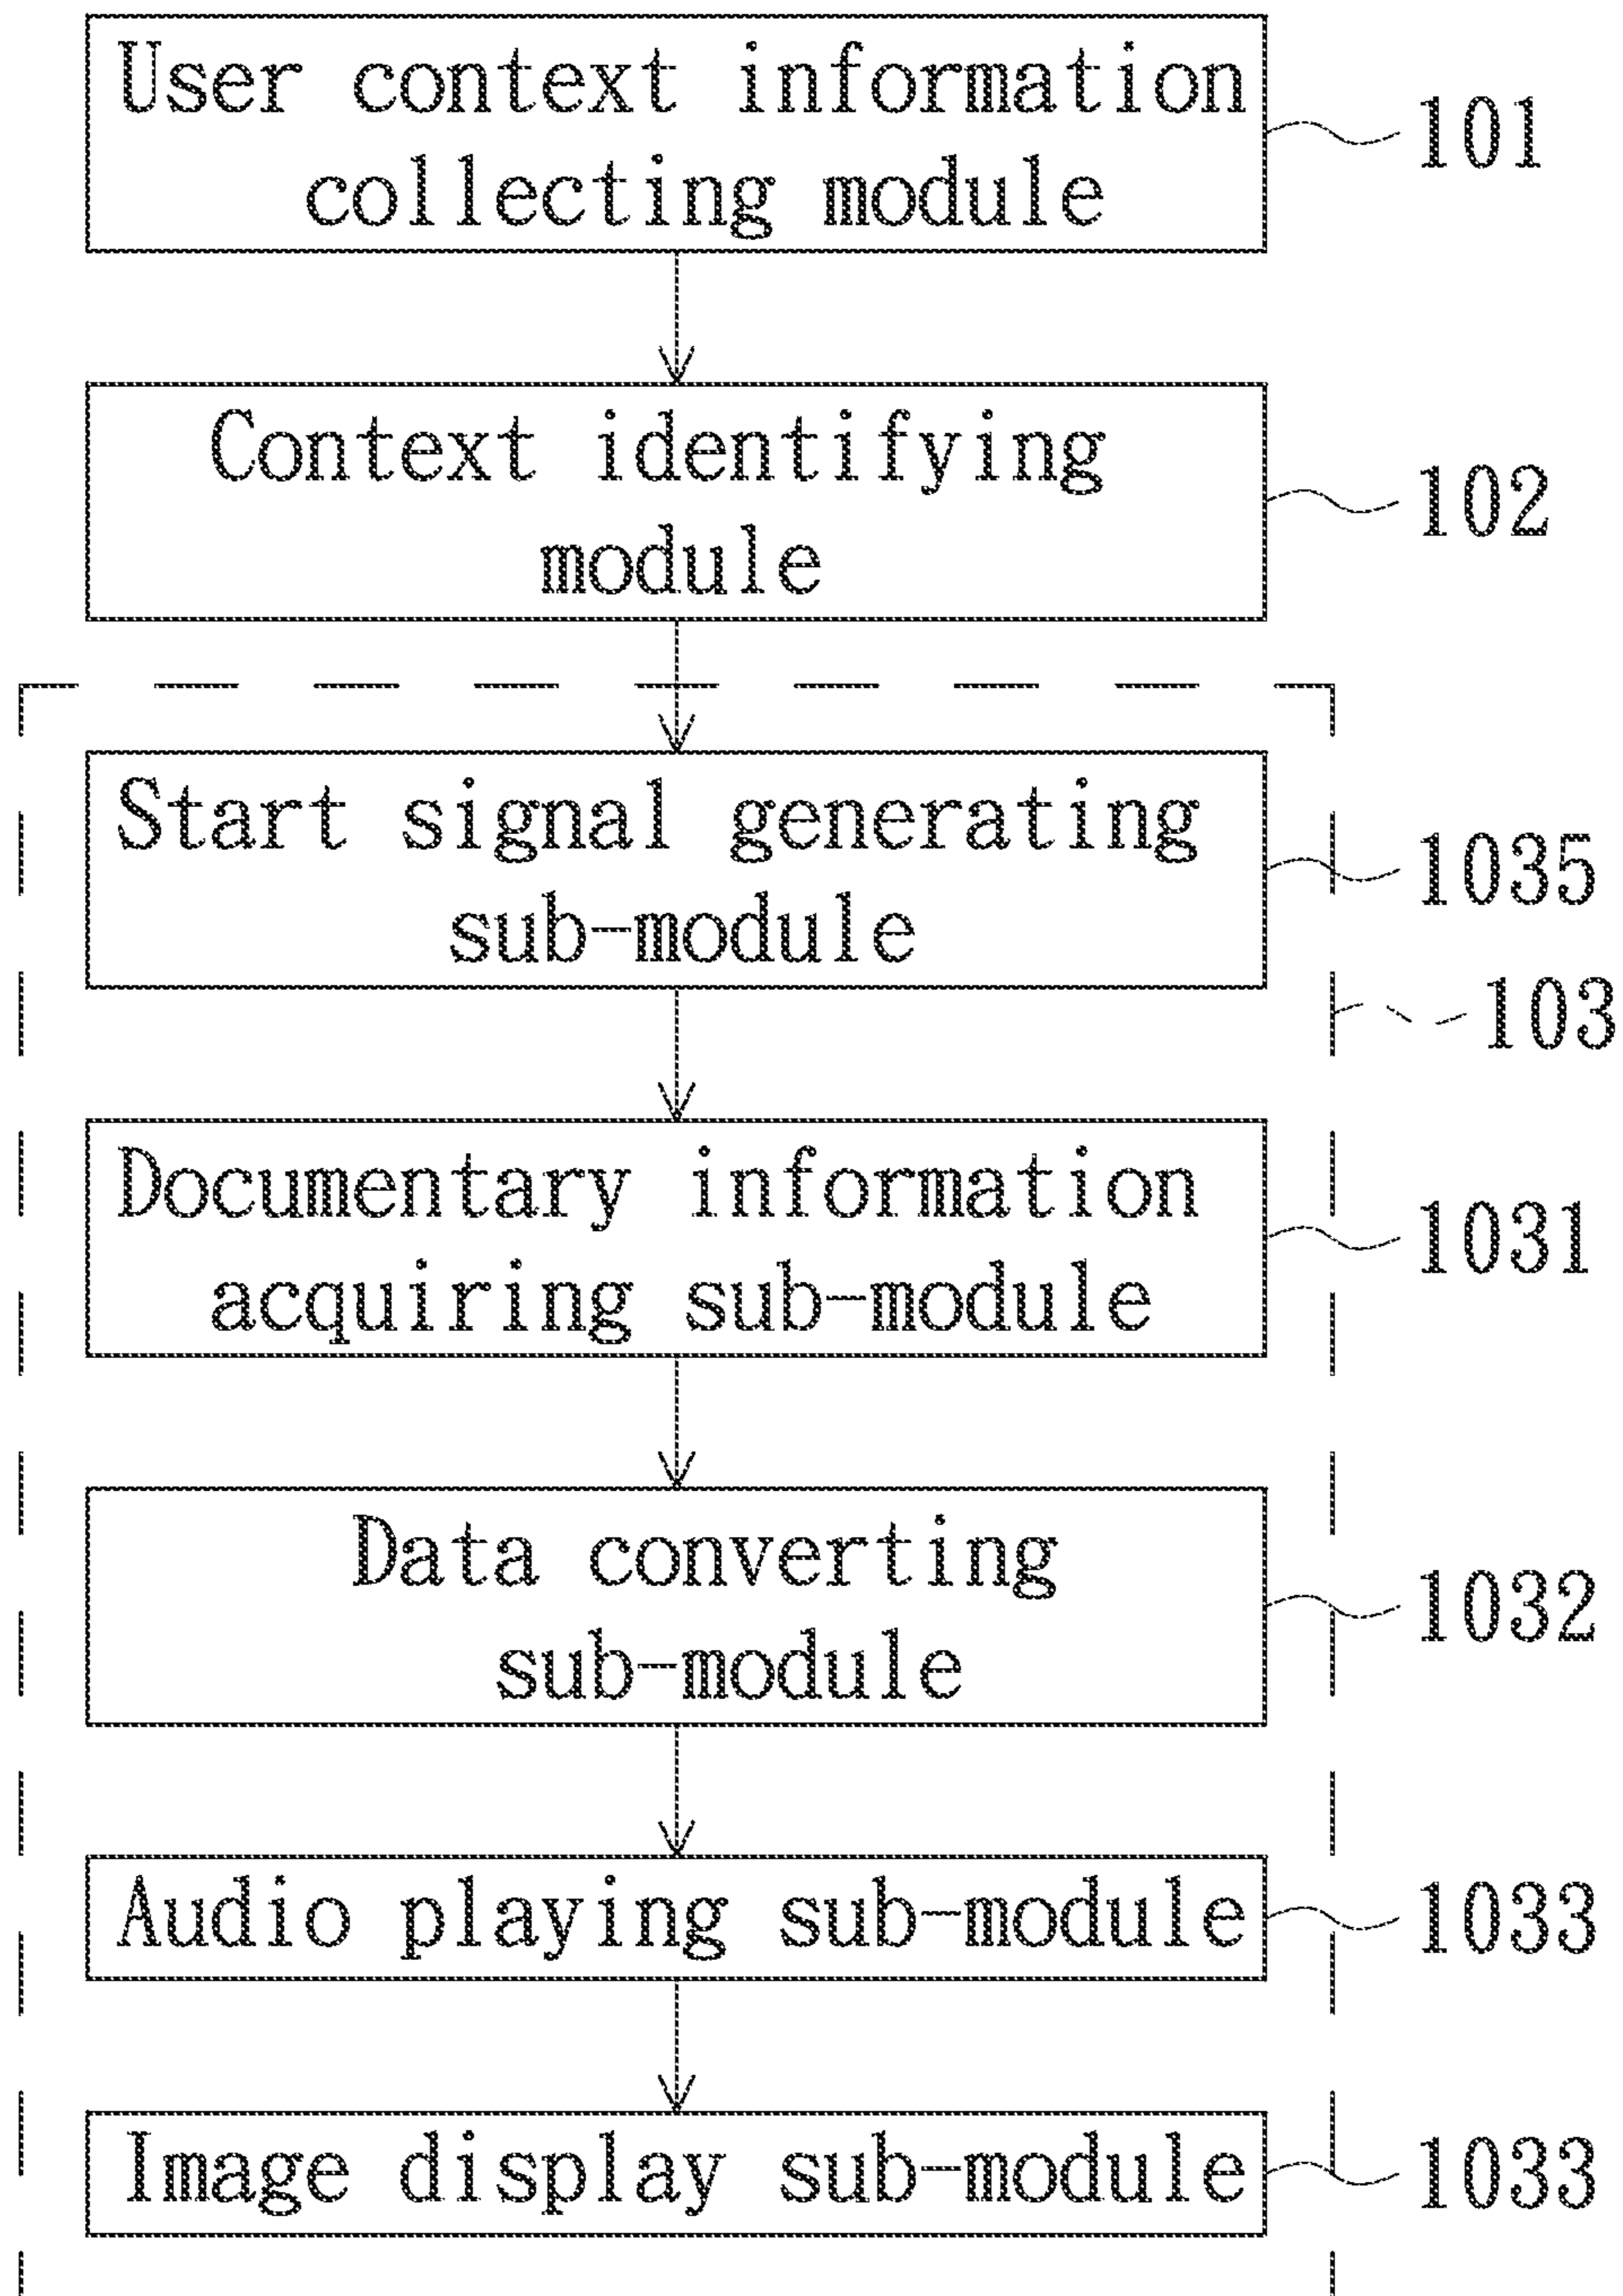 User context information
collecting module
101
Context identifying
module
102
Start signal generating
sub-module
1035
103
Documentary information
acquiring sub-module
1031
Data converting
sub-module
1032
Audio playing sub-module
1033
Image display sub-module
1033